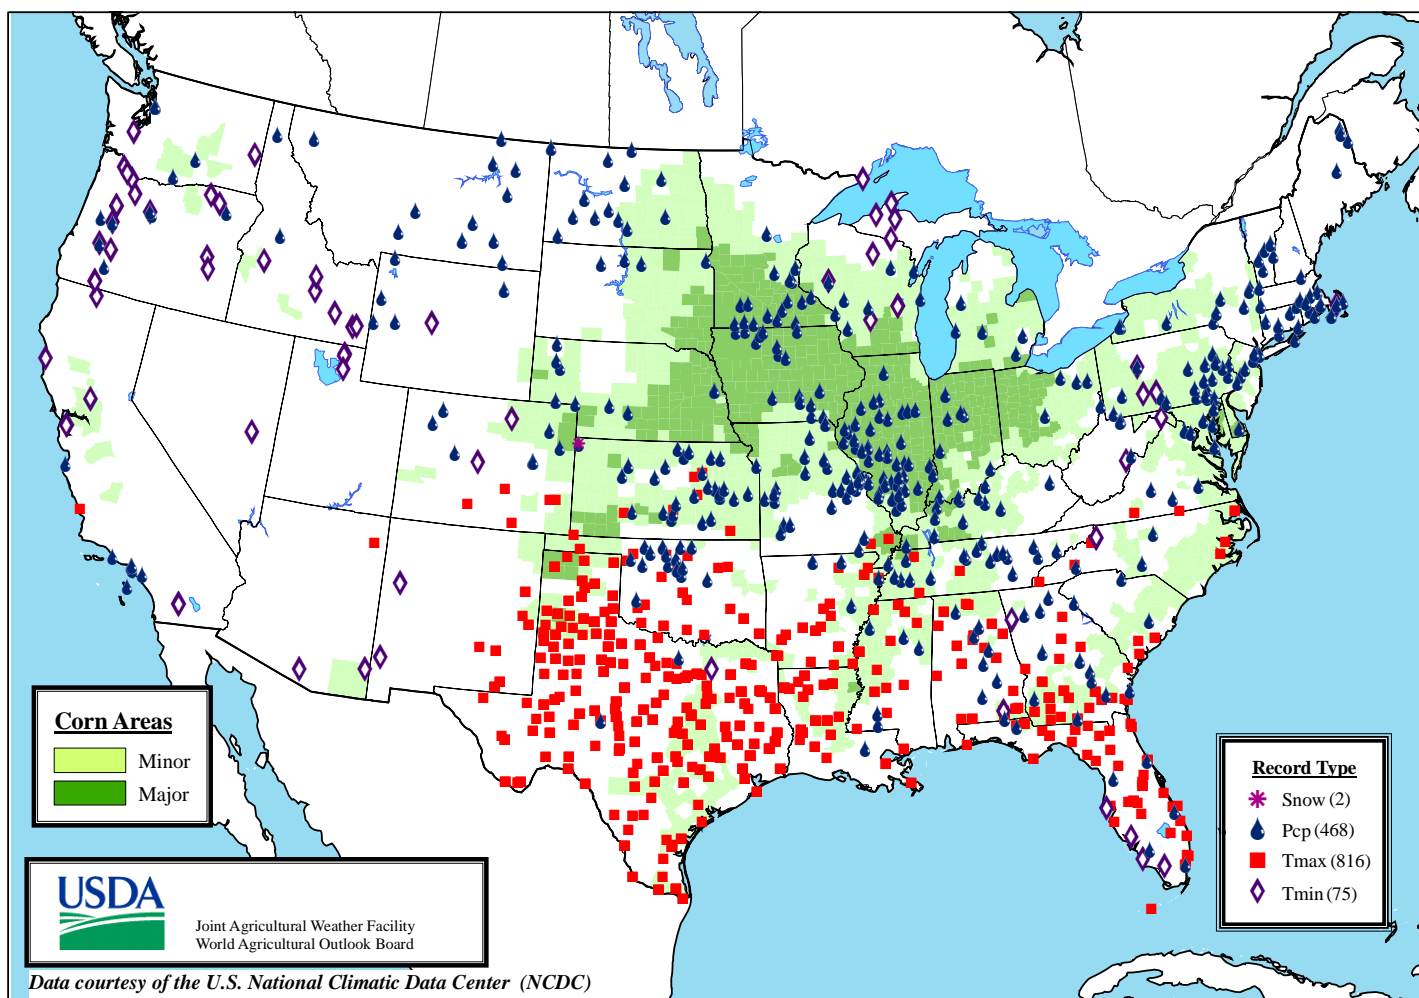 Corn Areas
Minor
Major
Record Type
Snow (2)
Pcp (468)
Tmax (816)
Tmin (75)
USDA
Joint Agricultural Weather Facility
World Agricultural Outlook Board
Data courtesy of the U.S. National Climatic Data Center (NCDC)